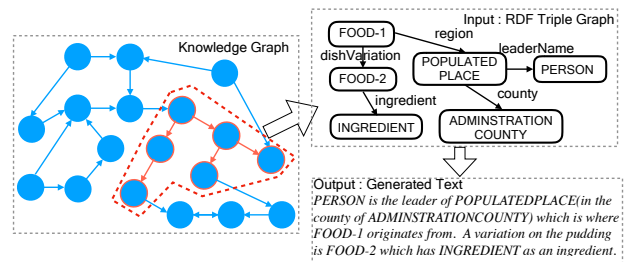 Knowledge Graph
Input : RDF Triple Graph
FOOD-1
region
leaderName
dishVariation
POPULATED
PLACE
PERSON
FOOD-2
county
ingredient
INGREDIENT
ADMINSTRATION
COUNTY
Output : Generated Text
PERSON is the leader of POPULATEDPLACE(in the
county of ADMINSTRATIONCOUNTY) which is where
FOOD-1 originates from. A variation on the pudding
is FOOD-2 which has INGREDIENT as an ingredient.